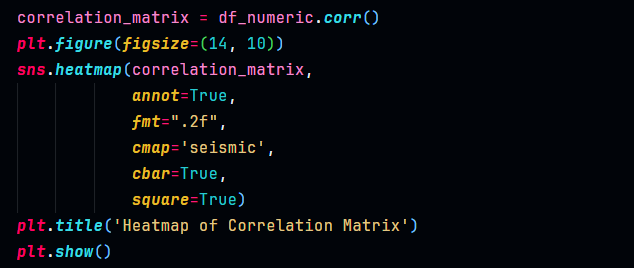 correlation_matrix = df_numeric.corr()
plt.figure(figsize=(14, 10))
sns.heatmap(correlation_matrix,
            annot=True,
            fmt=".2f",
            cmap='seismic',
            cbar=True,
            square=True)
plt.title('Heatmap of Correlation Matrix')
plt.show()